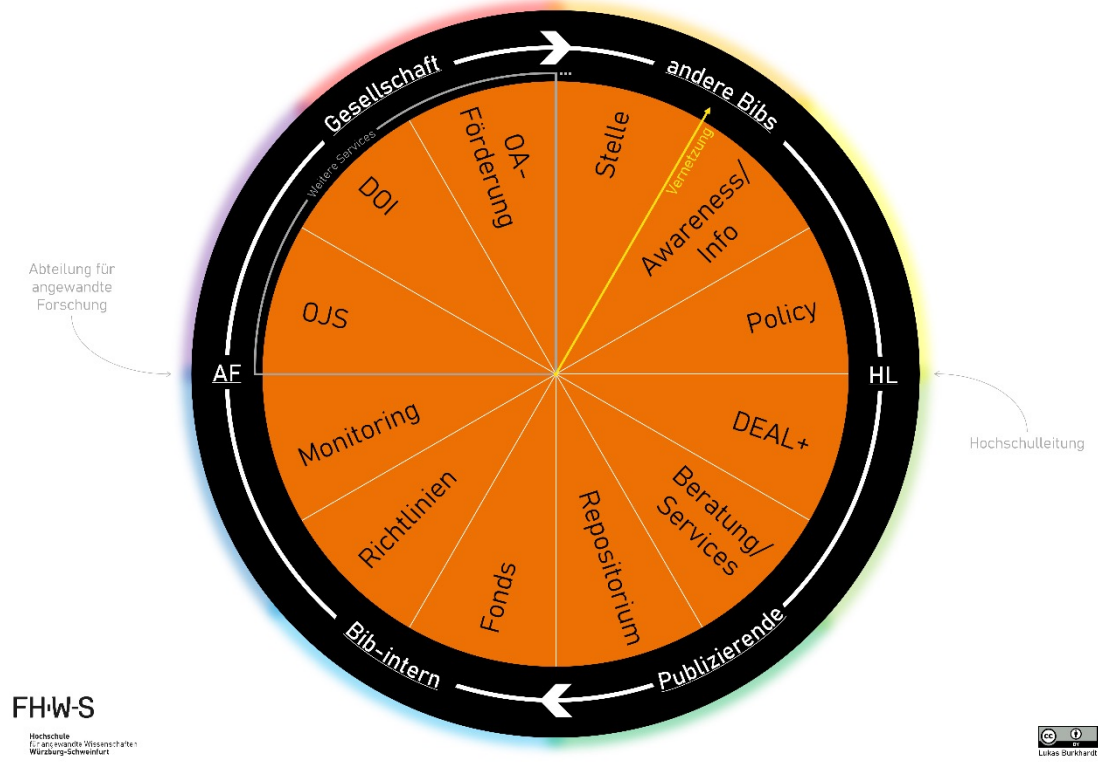 Gesellschaft
andere Bibs
HL
Publizierende
Bib-intern
AF
Weitere Services
...
Stelle
Vernetzung
Awareness/
Info
Policy
DEAL+
Beratung/
Services
Repositorium
Fonds
Richtlinien
Monitoring
OJS
DOI
OA-
Förderung
Abteilung für
angewandte
Forschung
Hochschulleitung
FH·W-S
Hochschule
für angewandte Wissenschaften
Würzburg-Schweinfurt
cc
BY
Lukas Burkhardt